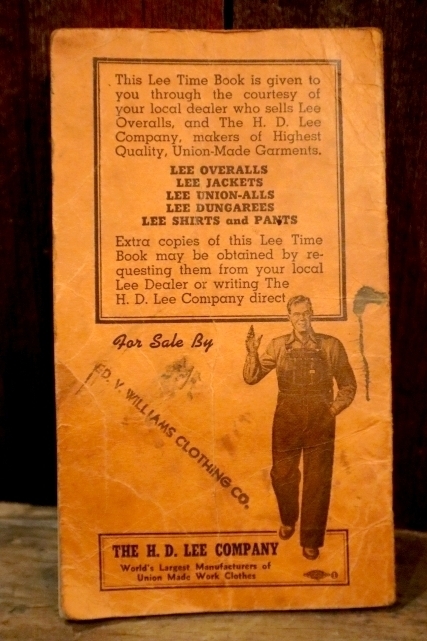 This Lee Time Book is given to
you through the courtesy of
your local dealer who sells Lee
Overalls, and The H. D. Lee
Company, makers of Highest
Quality, Union-Made Garments.
LEE OVERALLS
LEE JACKETS
LEE UNION-ALLS
LEE DUNGAREES
LEE SHIRTS and PANTS
Extra copies of this Lee Time
Book may be obtained by re-
questing them from your local
Lee Dealer or writing The
H. D. Lee Company direct
For Sale By
ED. V. WILLIAMS CLOTHING CO.
THE H. D. LEE COMPANY
World's Largest Manufacturers of
Union Made Work Clothes